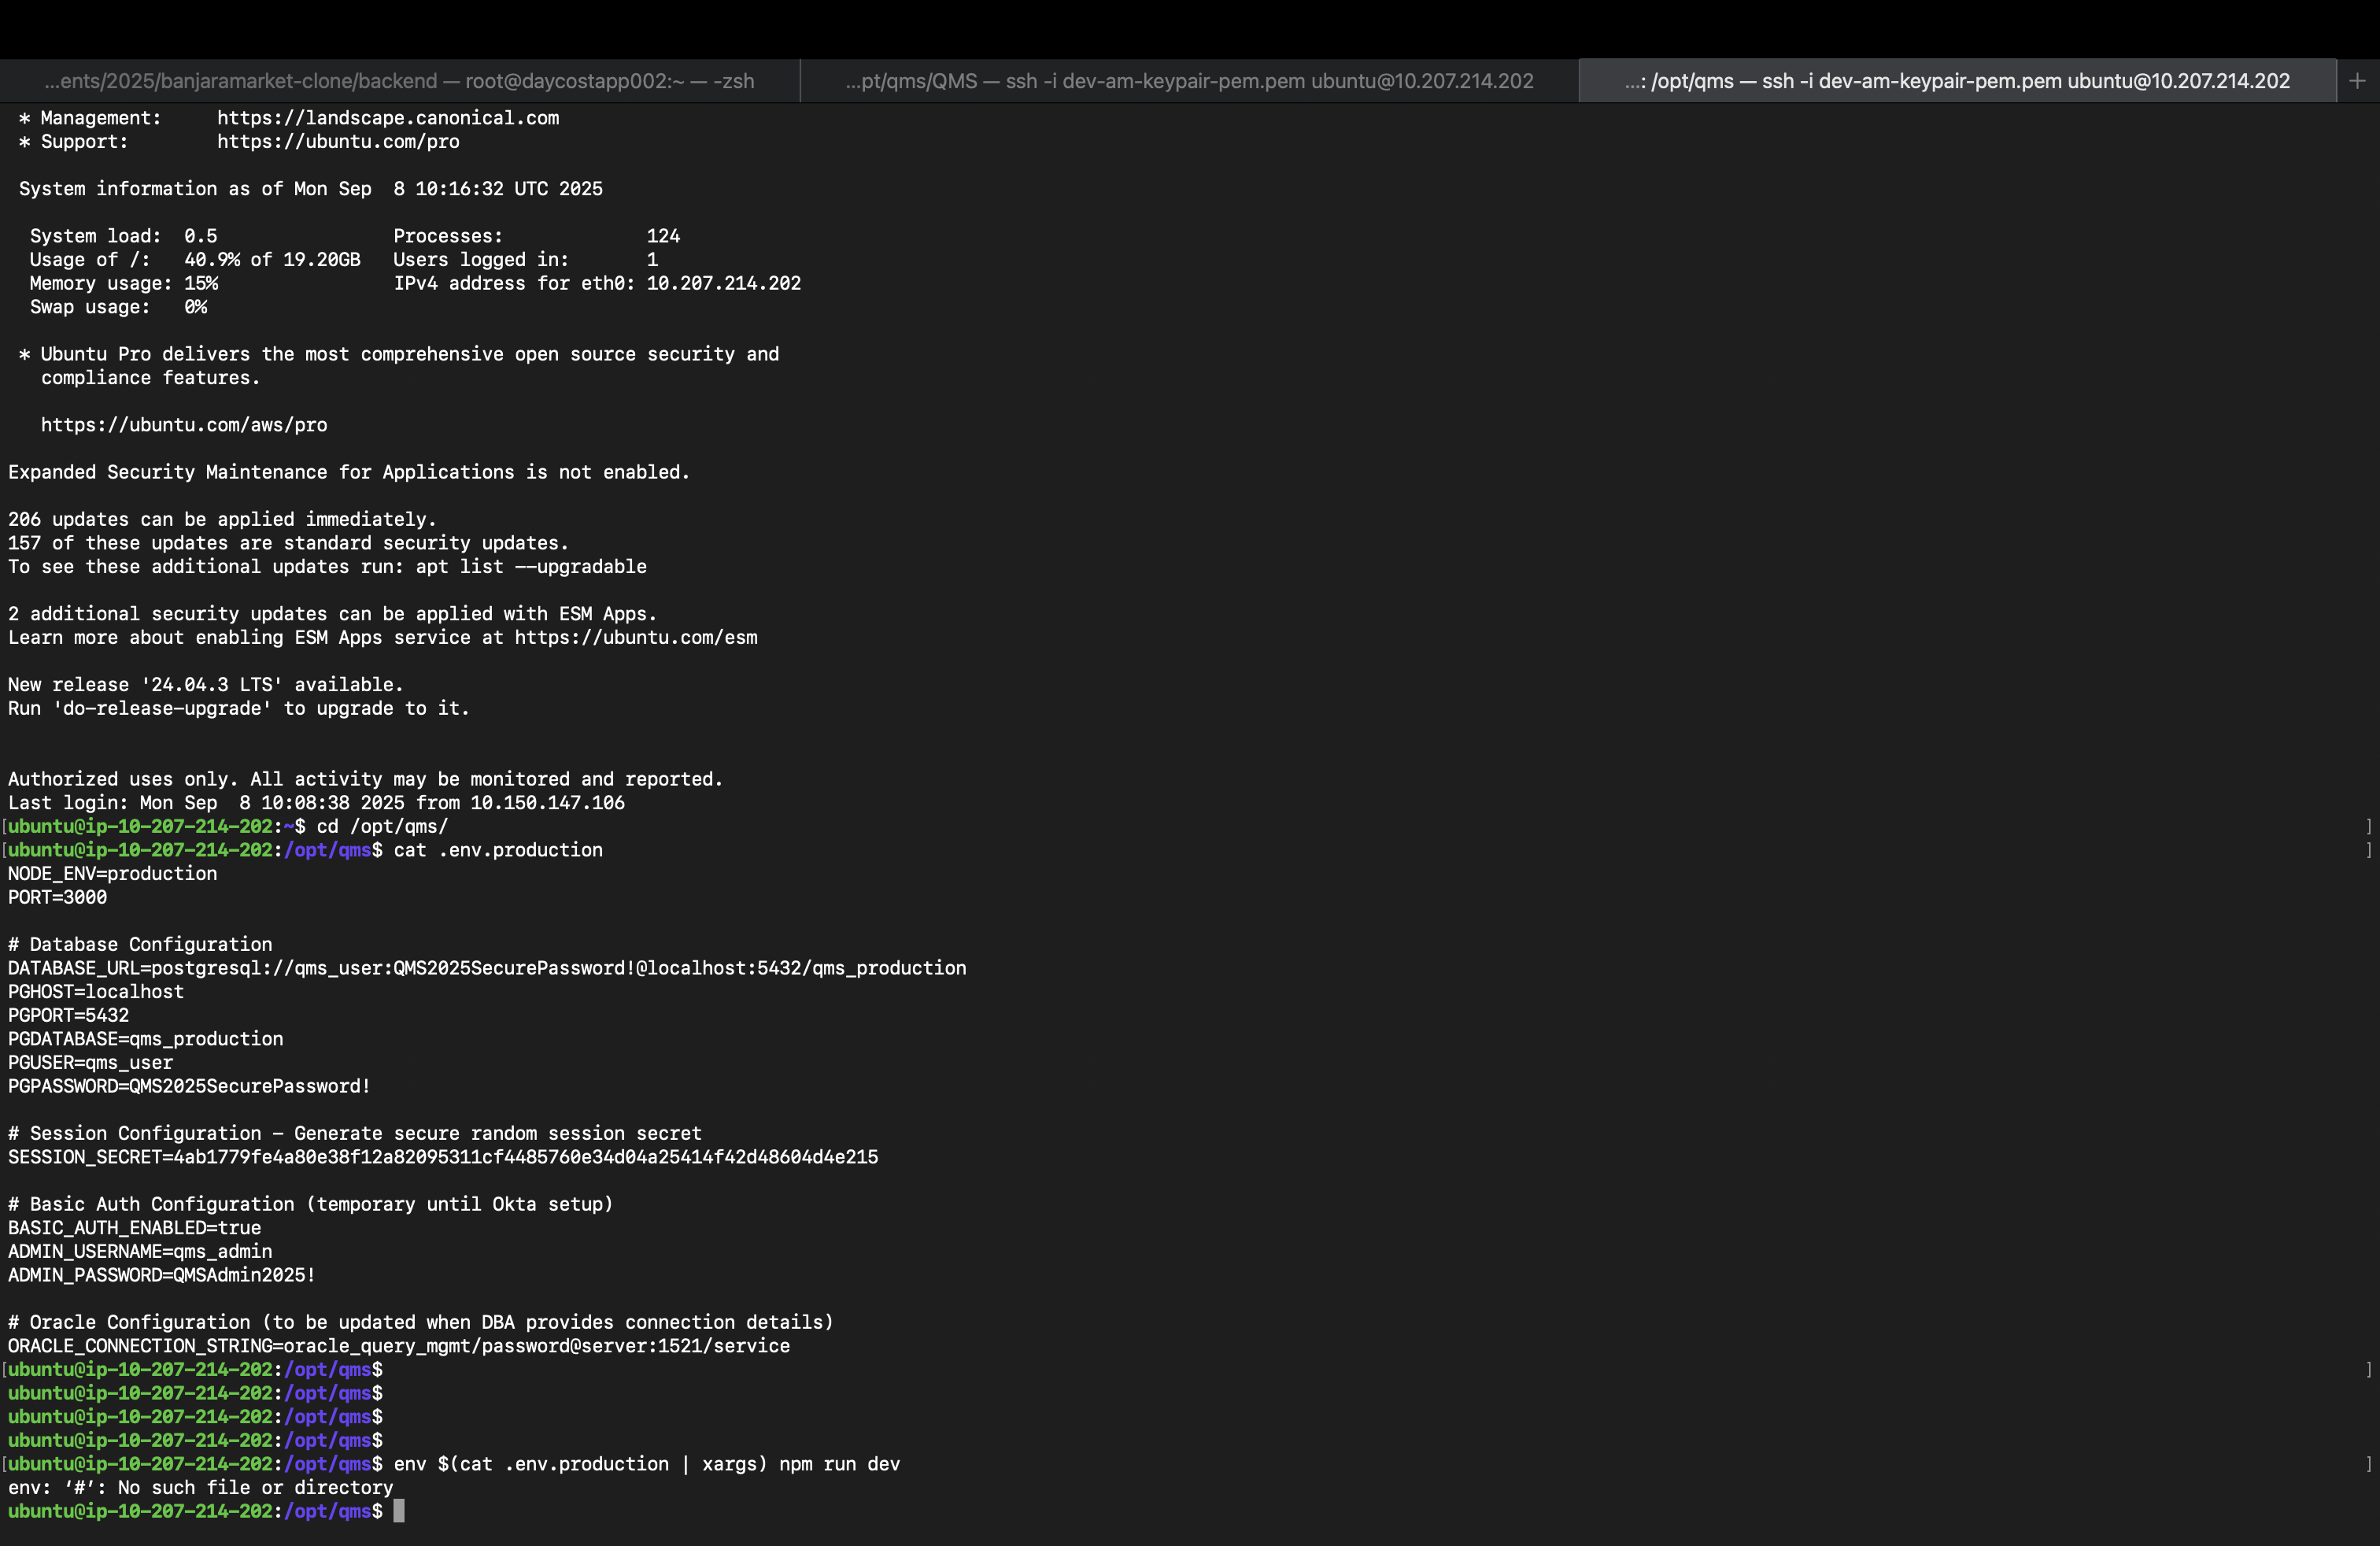 ...ents/2025/banjaramarket-clone/backend — root@daycostapp002:~ — -zsh
...pt/qms/QMS — ssh -i dev-am-keypair-pem.pem ubuntu@10.207.214.202
...: /opt/qms — ssh -i dev-am-keypair-pem.pem ubuntu@10.207.214.202 +
 * Management:     https://landscape.canonical.com
 * Support:        https://ubuntu.com/pro

 System information as of Mon Sep  8 10:16:32 UTC 2025

  System load:  0.5                Processes:             124
  Usage of /:   40.9% of 19.20GB   Users logged in:       1
  Memory usage: 15%                IPv4 address for eth0: 10.207.214.202
  Swap usage:   0%

 * Ubuntu Pro delivers the most comprehensive open source security and
   compliance features.

   https://ubuntu.com/aws/pro

Expanded Security Maintenance for Applications is not enabled.

206 updates can be applied immediately.
157 of these updates are standard security updates.
To see these additional updates run: apt list --upgradable

2 additional security updates can be applied with ESM Apps.
Learn more about enabling ESM Apps service at https://ubuntu.com/esm

New release '24.04.3 LTS' available.
Run 'do-release-upgrade' to upgrade to it.

Authorized uses only. All activity may be monitored and reported.
Last login: Mon Sep  8 10:08:38 2025 from 10.150.147.106
[ubuntu@ip-10-207-214-202:~$ cd /opt/qms/ ]
[ubuntu@ip-10-207-214-202:/opt/qms$ cat .env.production ]
NODE_ENV=production
PORT=3000

# Database Configuration
DATABASE_URL=postgresql://qms_user:QMS2025SecurePassword!@localhost:5432/qms_production
PGHOST=localhost
PGPORT=5432
PGDATABASE=qms_production
PGUSER=qms_user
PGPASSWORD=QMS2025SecurePassword!

# Session Configuration - Generate secure random session secret
SESSION_SECRET=4ab1779fe4a80e38f12a82095311cf4485760e34d04a25414f42d48604d4e215

# Basic Auth Configuration (temporary until Okta setup)
BASIC_AUTH_ENABLED=true
ADMIN_USERNAME=qms_admin
ADMIN_PASSWORD=QMSAdmin2025!

# Oracle Configuration (to be updated when DBA provides connection details)
ORACLE_CONNECTION_STRING=oracle_query_mgmt/password@server:1521/service
[ubuntu@ip-10-207-214-202:/opt/qms$ ]
ubuntu@ip-10-207-214-202:/opt/qms$
ubuntu@ip-10-207-214-202:/opt/qms$
ubuntu@ip-10-207-214-202:/opt/qms$
[ubuntu@ip-10-207-214-202:/opt/qms$ env $(cat .env.production | xargs) npm run dev ]
env: ‘#’: No such file or directory
ubuntu@ip-10-207-214-202:/opt/qms$